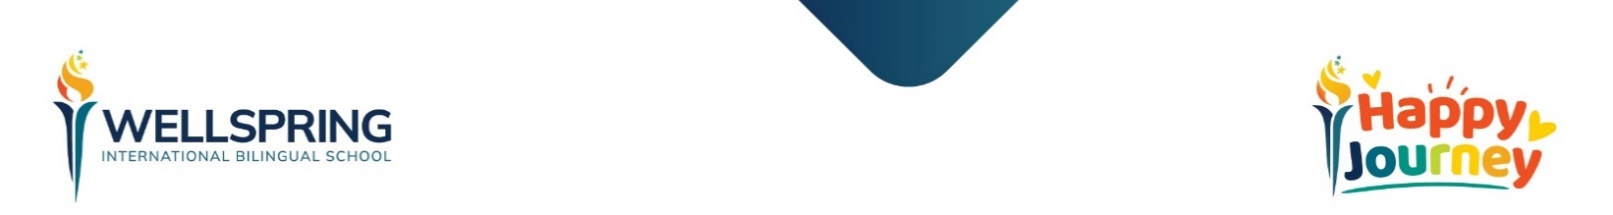 WELLSPRING
INTERNATIONAL BILINGUAL SCHOOL
Happy
Journey